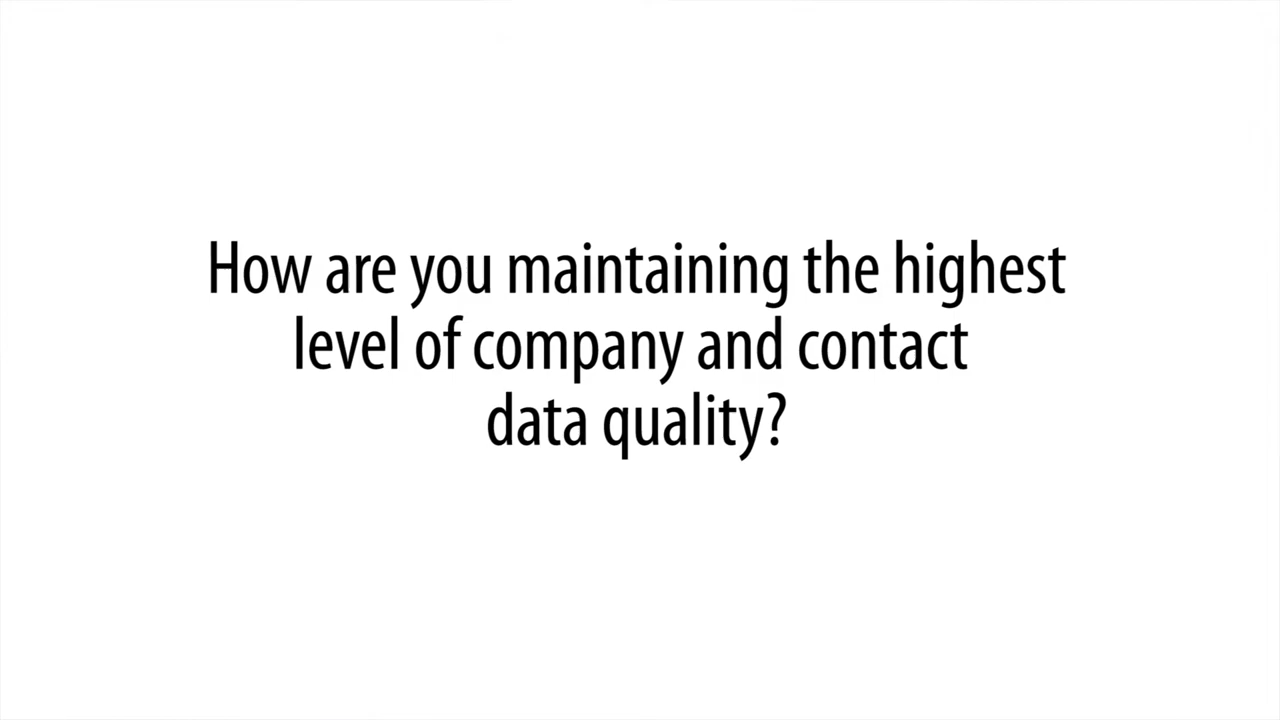 How are you maintaining the highest
level of company and contact
data quality?